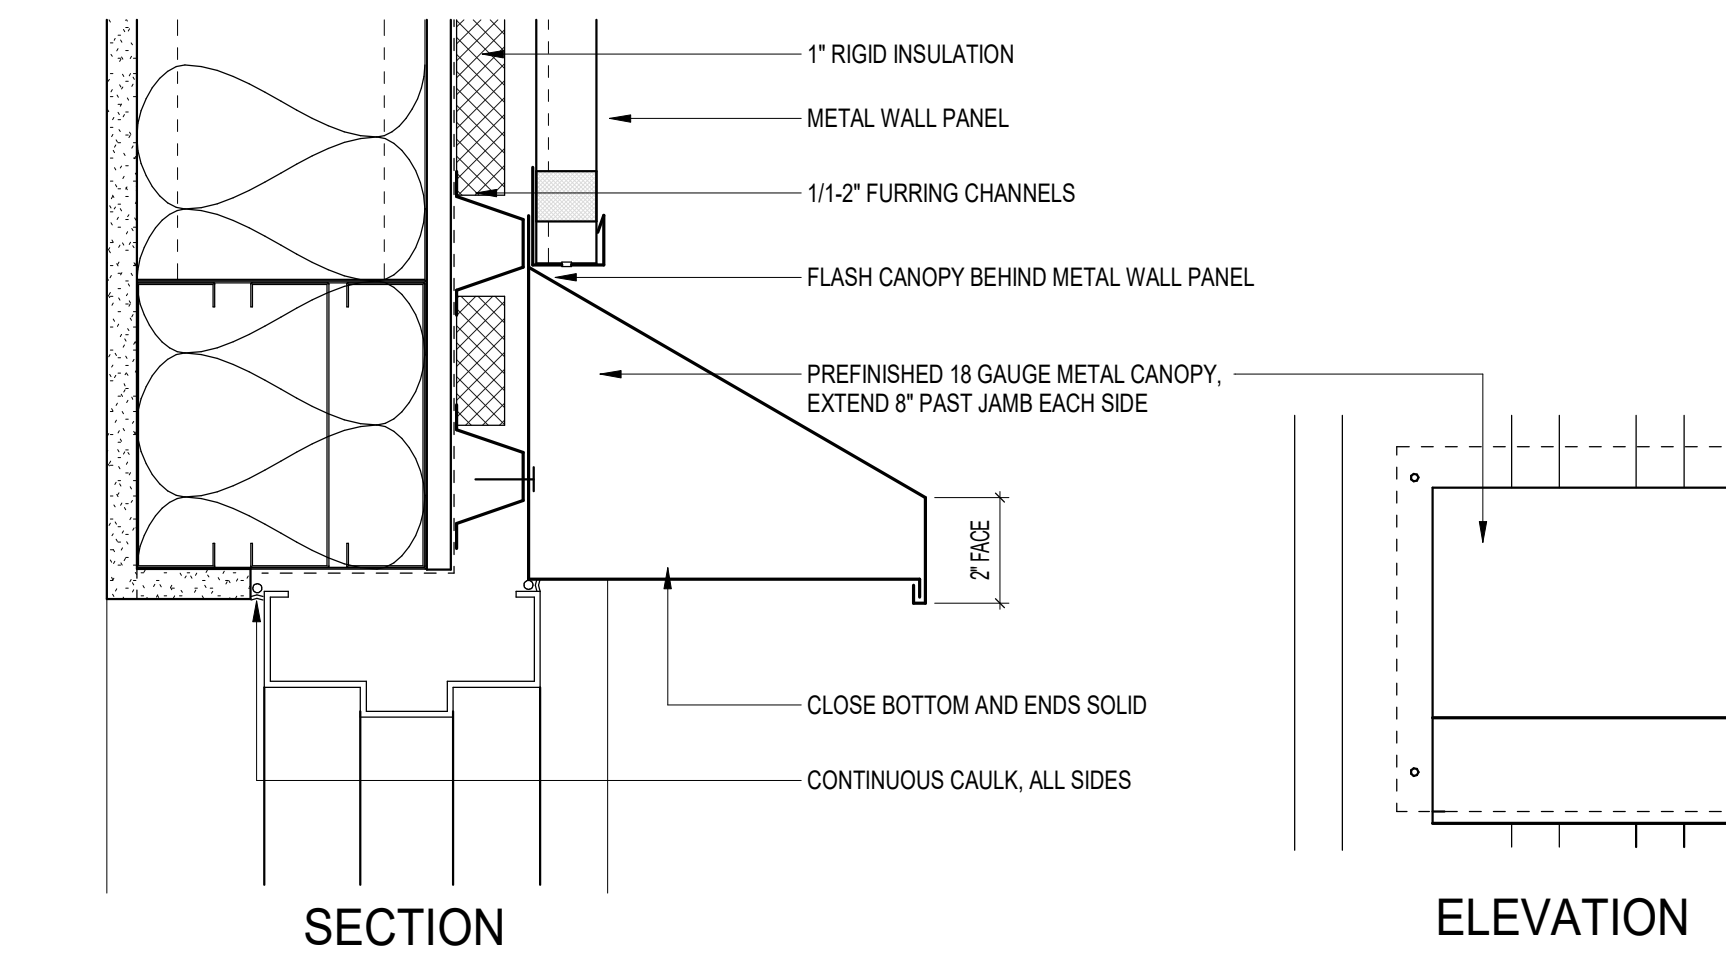 1" RIGID INSULATION
METAL WALL PANEL
1/1-2" FURRING CHANNELS
FLASH CANOPY BEHIND METAL WALL PANEL
PREFINISHED 18 GAUGE METAL CANOPY,
EXTEND 8" PAST JAMB EACH SIDE
2" FACE
CLOSE BOTTOM AND ENDS SOLID
CONTINUOUS CAULK, ALL SIDES
SECTION
ELEVATION